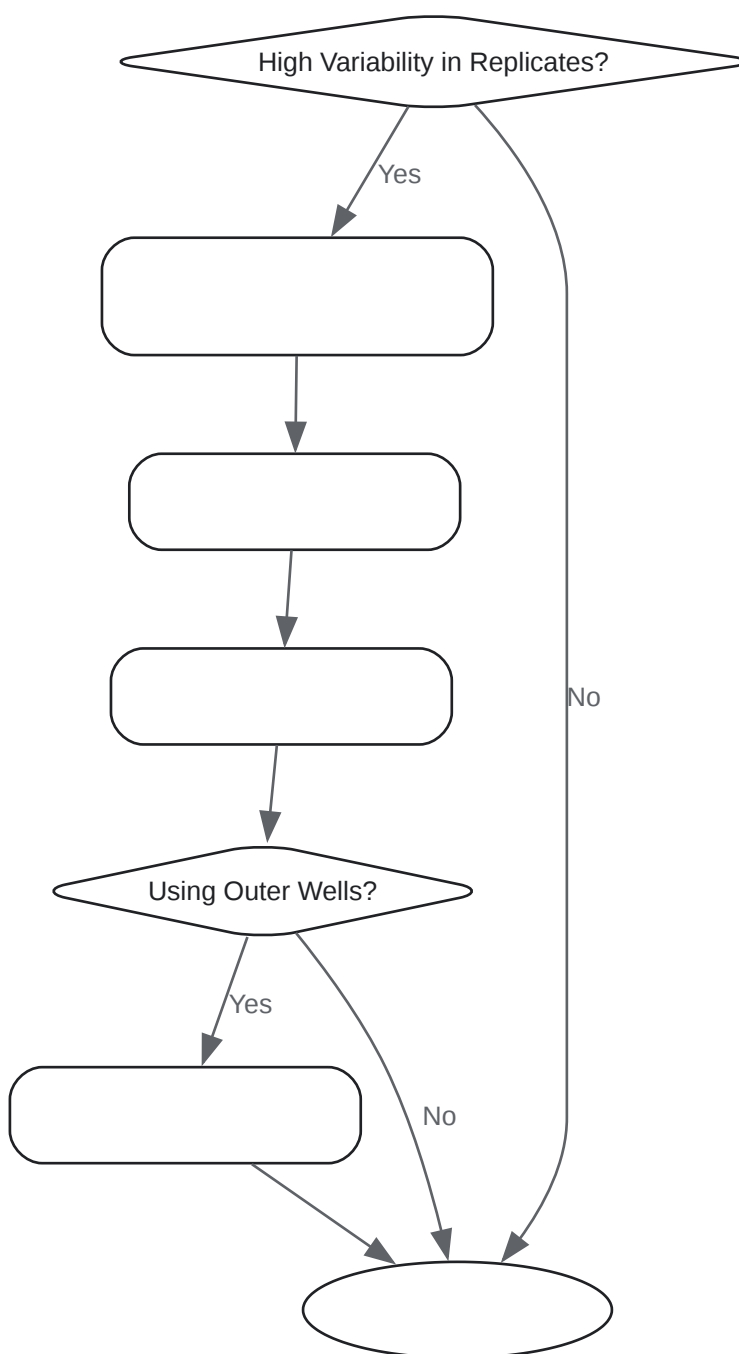 High Variability in Replicates?
Yes
No
Using Outer Wells?
Yes
No